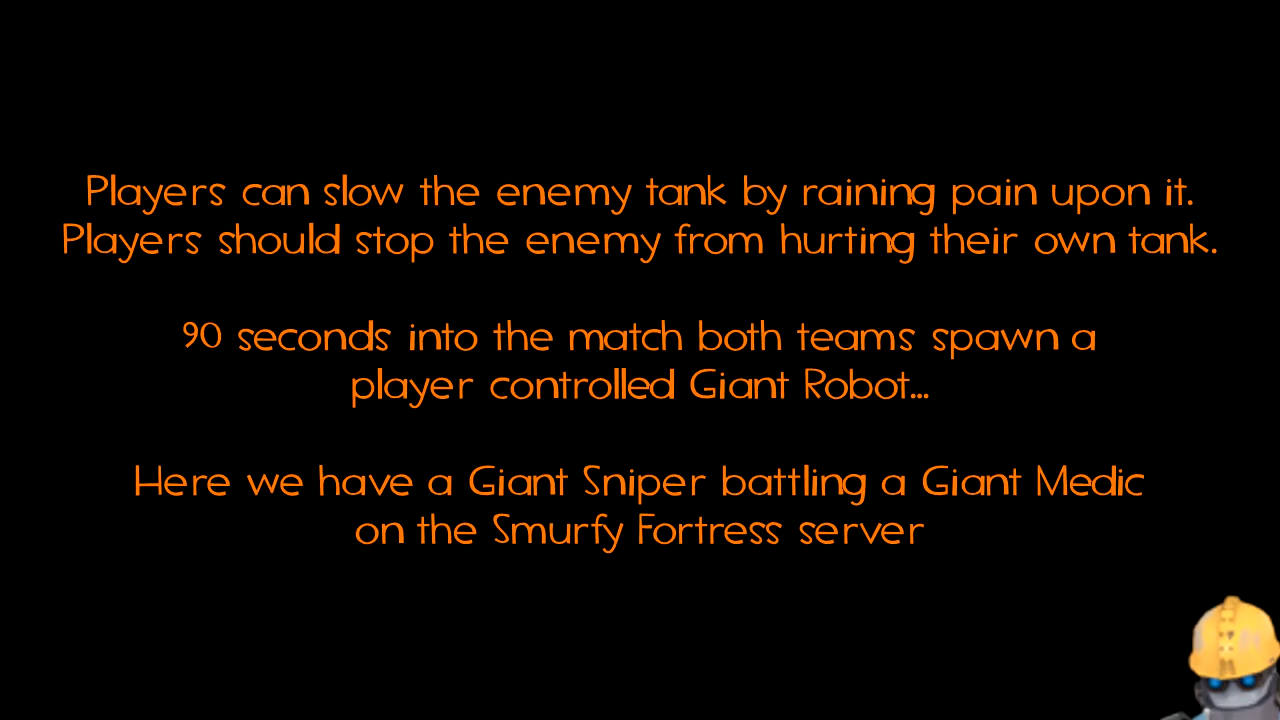 Players can slow the enemy tank by raining pain upon it.
Players should stop the enemy from hurting their own tank.
90 seconds into the match both teams spawn a
player controlled Giant Robot...
Here we have a Giant Sniper battling a Giant Medic
on the Smurfy Fortress server